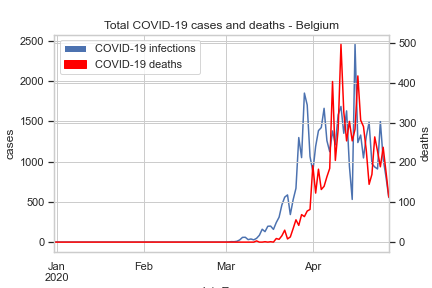 Total COVID-19 cases and deaths - Belgium
COVID-19 infections
COVID-19 deaths
cases
2500
2000
1500
1000
500
0
deaths
500
400
300
200
100
0
Jan
2020
Feb
Mar
Apr